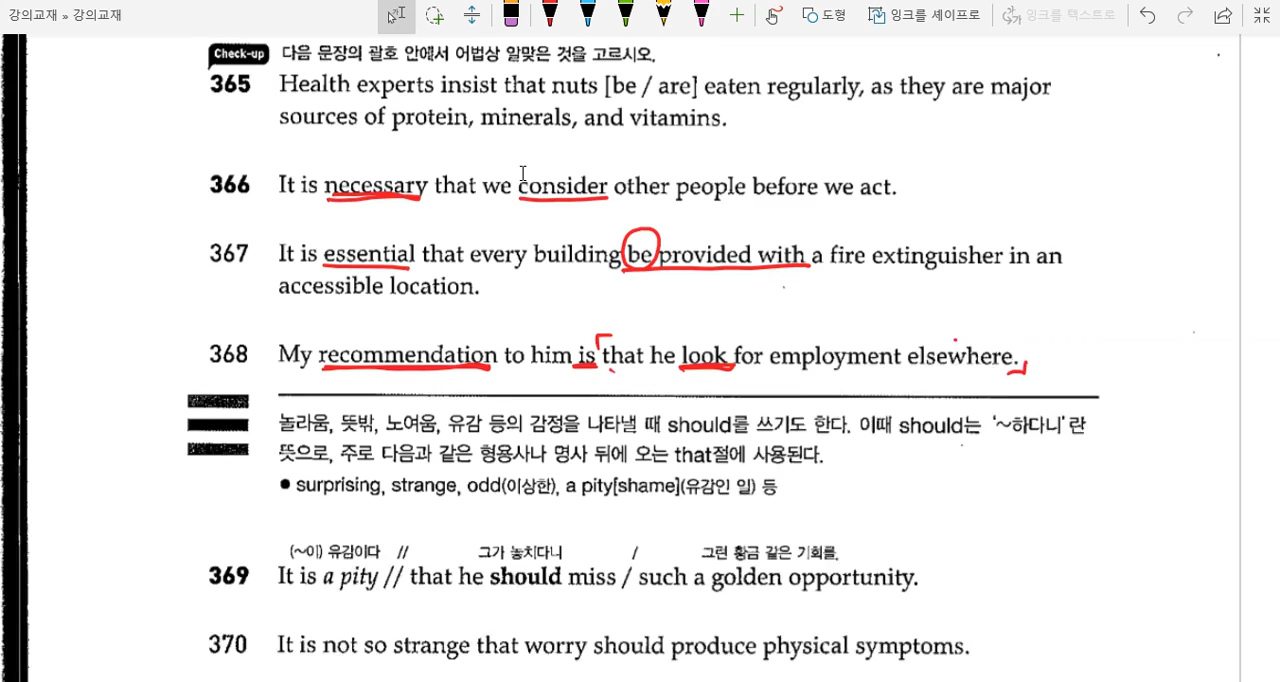 강의교재 » 강의교재
도형
잉크를 셰이프로
잉크를 텍스트로
Check-up 다음 문장의 괄호 안에서 어법상 알맞은 것을 고르시오.
365 Health experts insist that nuts [be / are] eaten regularly, as they are major
sources of protein, minerals, and vitamins.
366 It is necessary that we consider other people before we act.
367 It is essential that every building be provided with a fire extinguisher in an
accessible location.
368 My recommendation to him is that he look for employment elsewhere.
놀라움, 뜻밖, 노여움, 유감 등의 감정을 나타낼 때 should를 쓰기도 한다. 이때 should는 '~하다니'란
뜻으로, 주로 다음과 같은 형용사나 명사 뒤에 오는 that절에 사용된다.
● surprising, strange, odd(이상한), a pity[shame](유감인 일) 등
(~이) 유감이다 // 그가 놓치다니 / 그런 황금 같은 기회를.
369 It is a pity // that he should miss / such a golden opportunity.
370 It is not so strange that worry should produce physical symptoms.